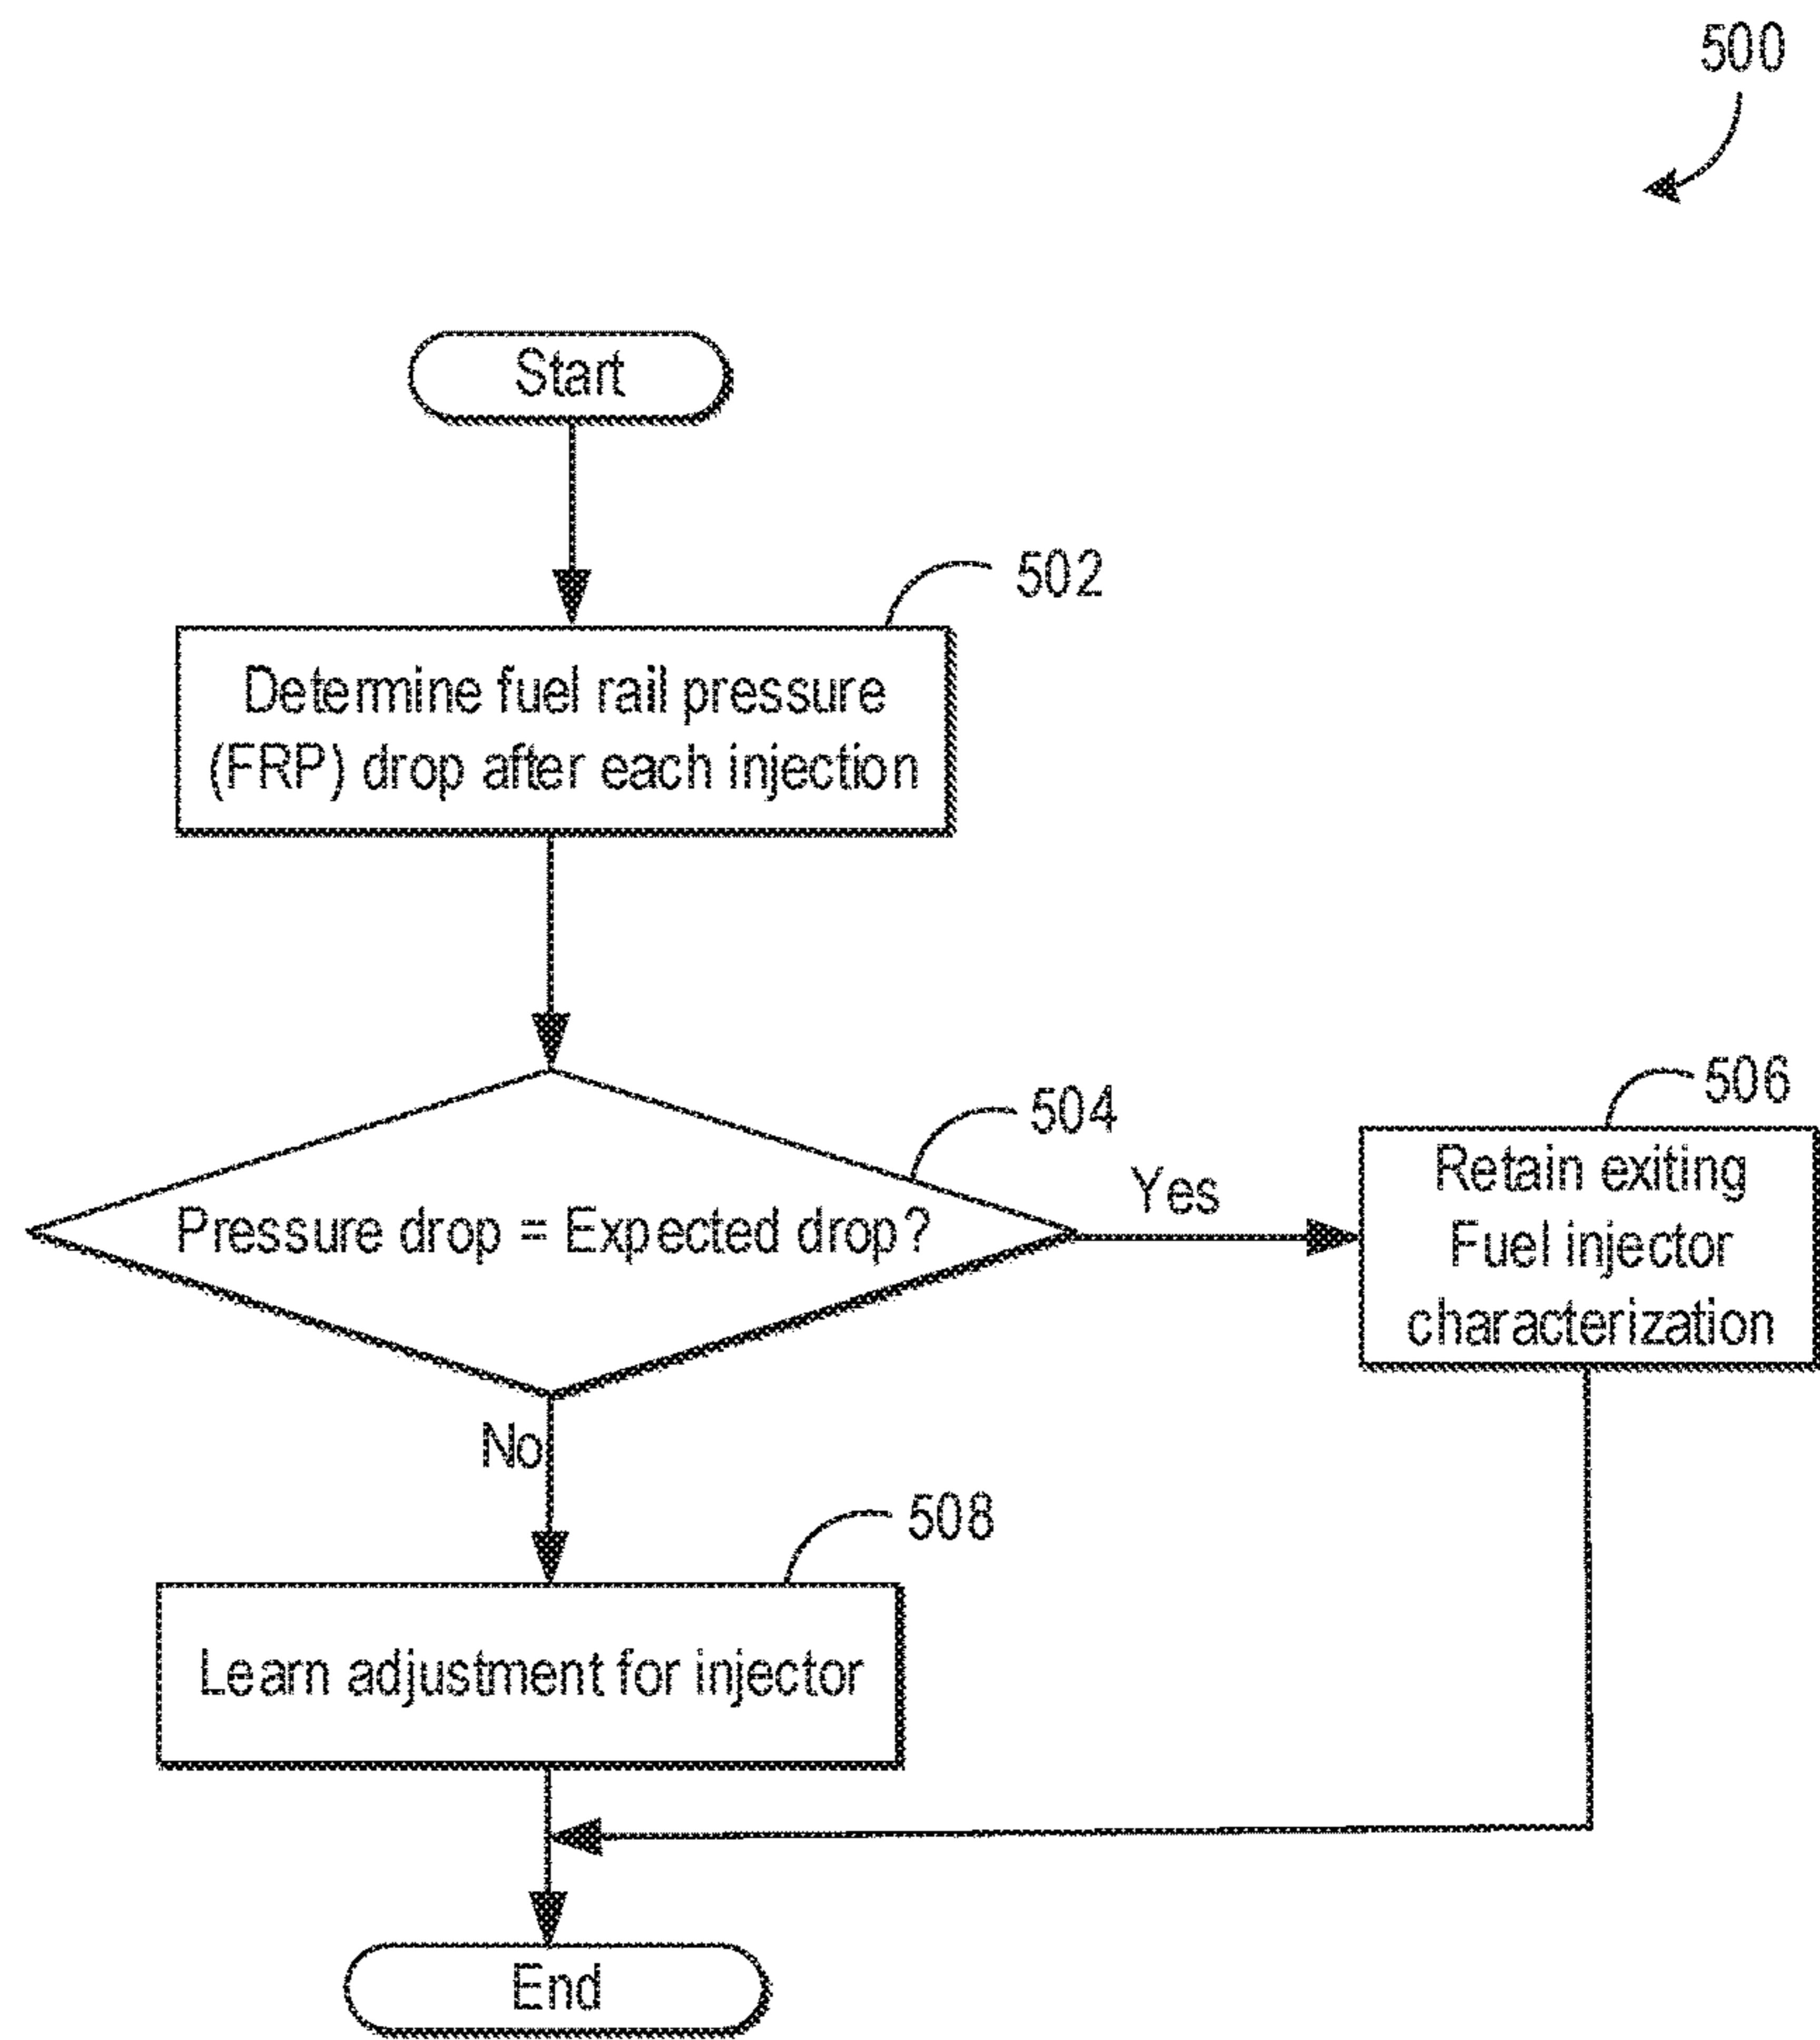 500
Start
502
Determine fuel rail pressure
(FRP) drop after each injection
504
Pressure drop = Expected drop?
Yes
506
Retain exiting
Fuel injector
characterization
No
508
Learn adjustment for injector
End